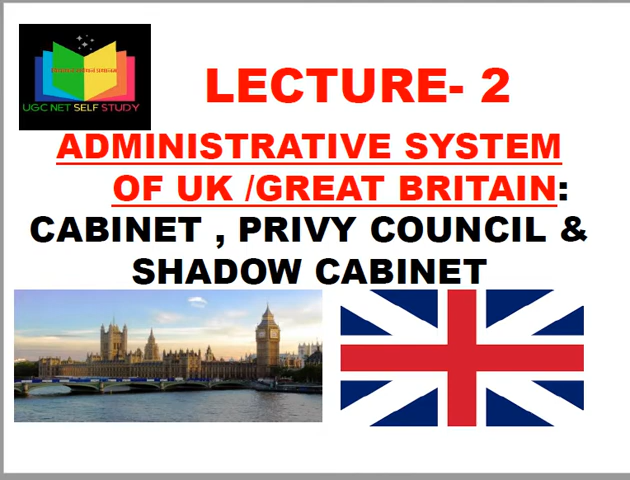 UGC NET SELF STUDY
LECTURE- 2
ADMINISTRATIVE SYSTEM
OF UK /GREAT BRITAIN:
CABINET , PRIVY COUNCIL &
SHADOW CABINET